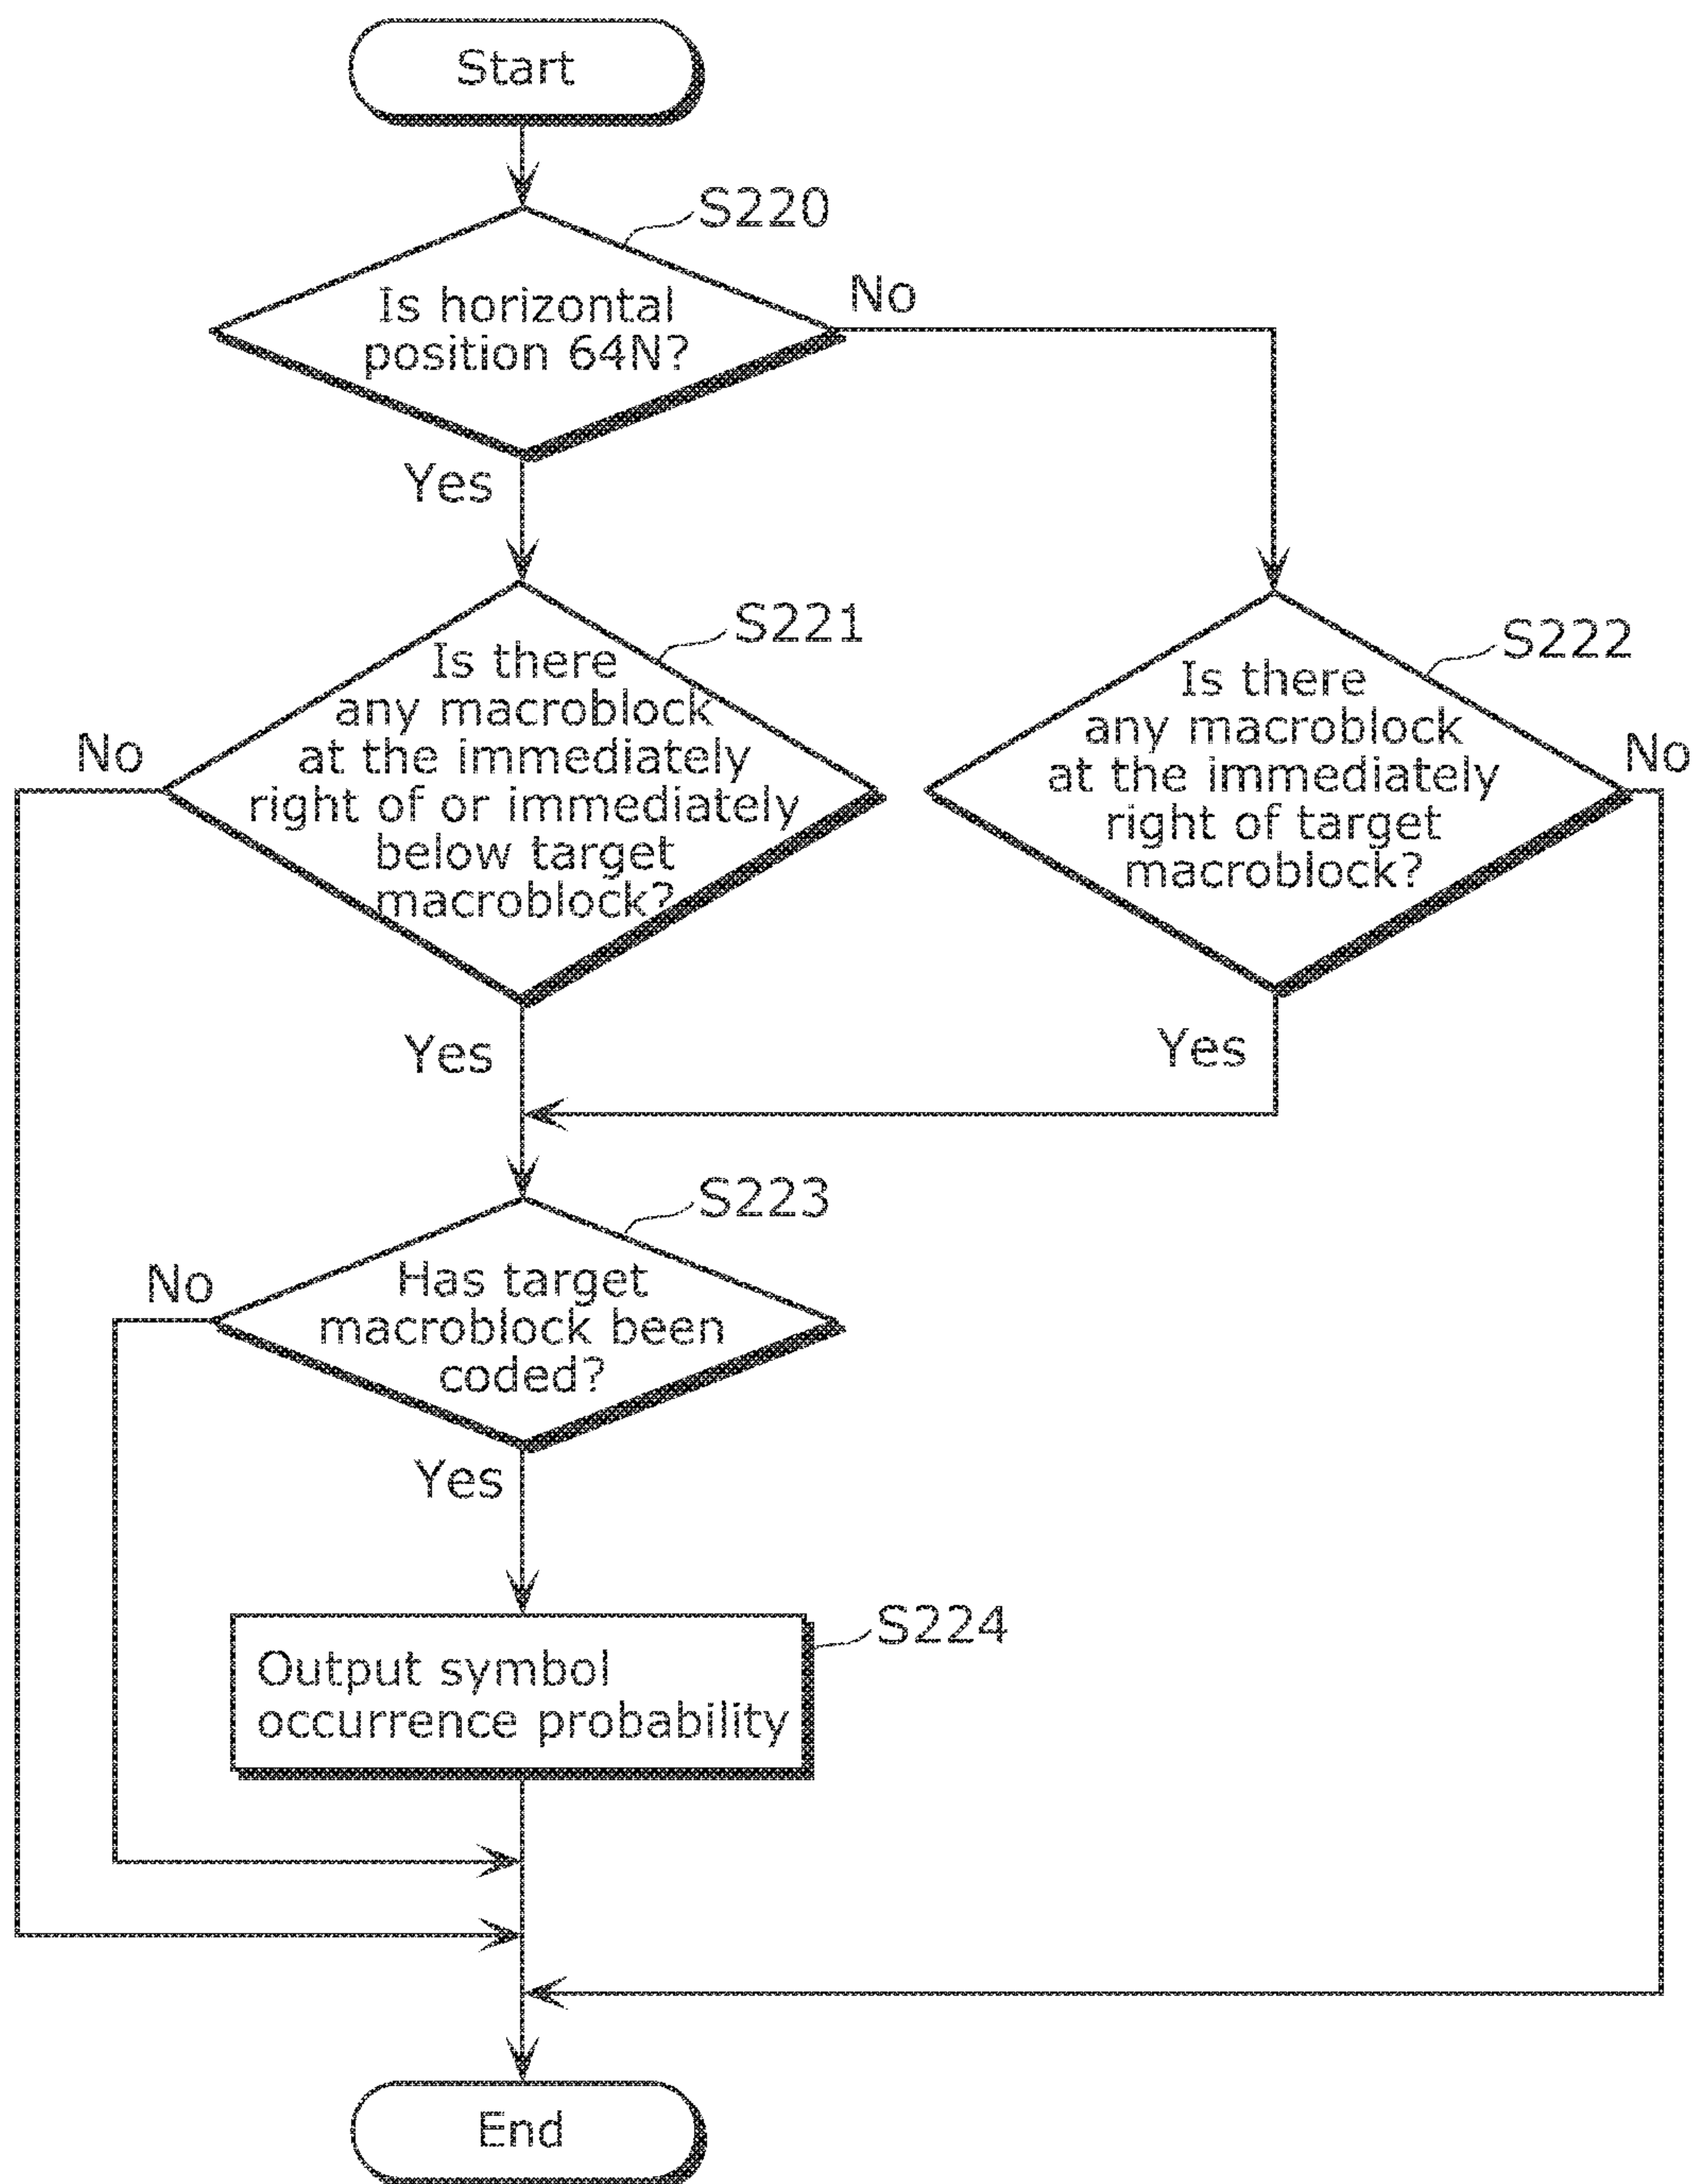 Start
S220
Is horizontal
position 64N?
No
Yes
S221
Is there
any macroblock
at the immediately
right of or immediately
below target
macroblock?
No
Yes
S222
Is there
any macroblock
at the immediately
right of target
macroblock?
No
Yes
S223
Has target
macroblock been
coded?
No
Yes
S224
Output symbol
occurrence probability
End